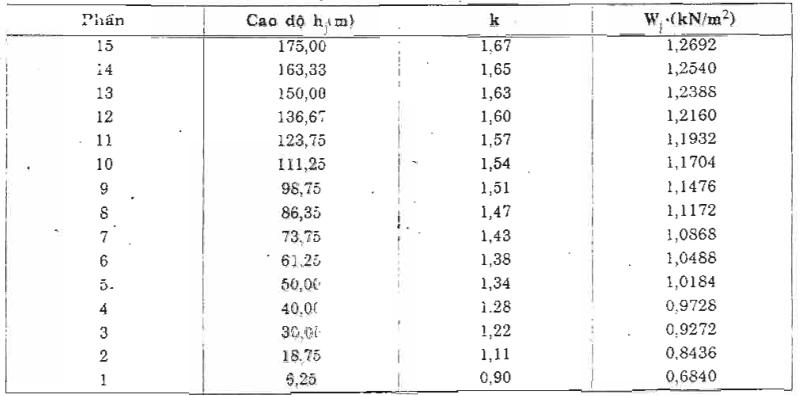 Phần Cao độ hj (m) k Wj (kN/m²)
15 175,00 1,67 1,2692
14 163,33 1,65 1,2540
13 150,00 1,63 1,2388
12 136,67 1,60 1,2160
11 123,75 1,57 1,1932
10 111,25 1,54 1,1704
9 98,75 1,51 1,1476
8 86,35 1,47 1,1172
7 73,75 1,43 1,0868
6 61,25 1,38 1,0488
5 50,00 1,34 1,0184
4 40,00 1.28 0,9728
3 30,00 1,22 0,9272
2 18,75 1,11 0,8436
1 6,25 0,90 0,6840